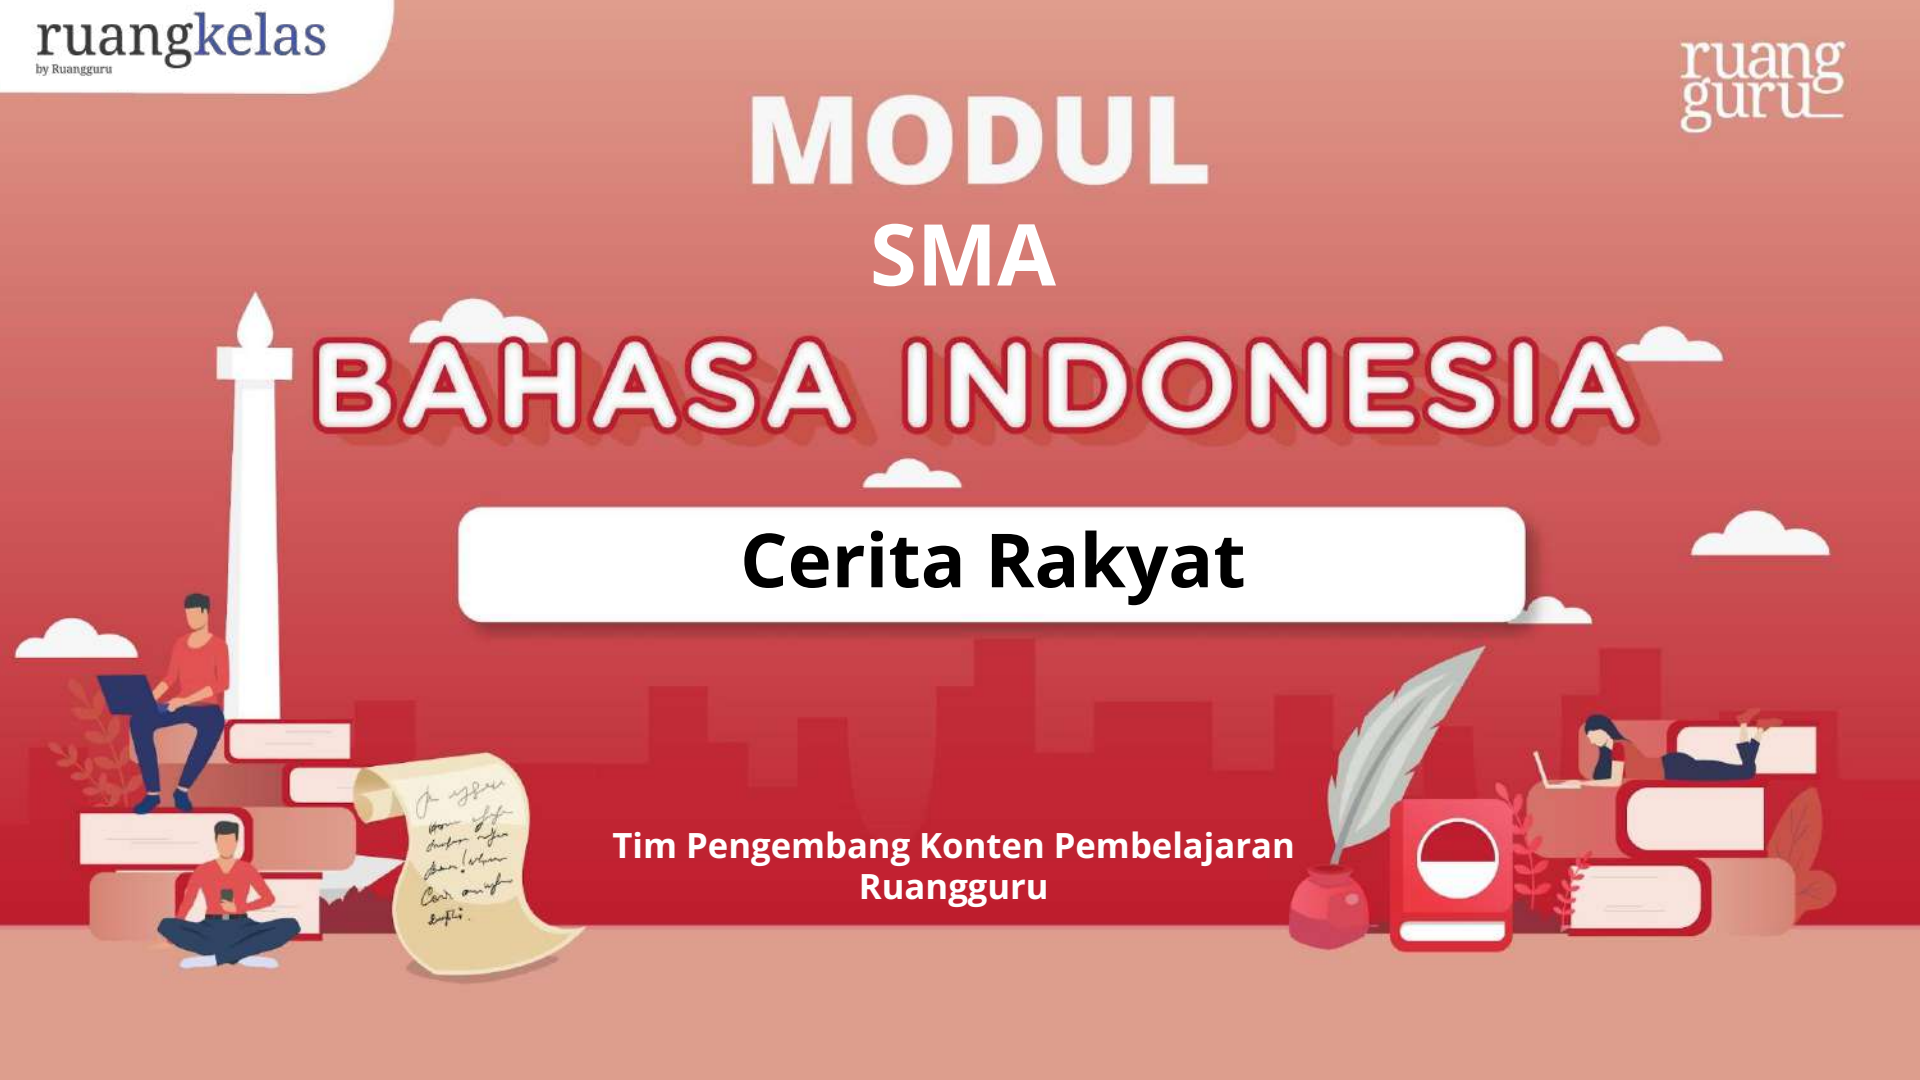 ruangkelas
by Ruangguru
ruang
guru
MODUL
SMA
BAHASA INDONESIA
Cerita Rakyat
Tim Pengembang Konten Pembelajaran
Ruangguru